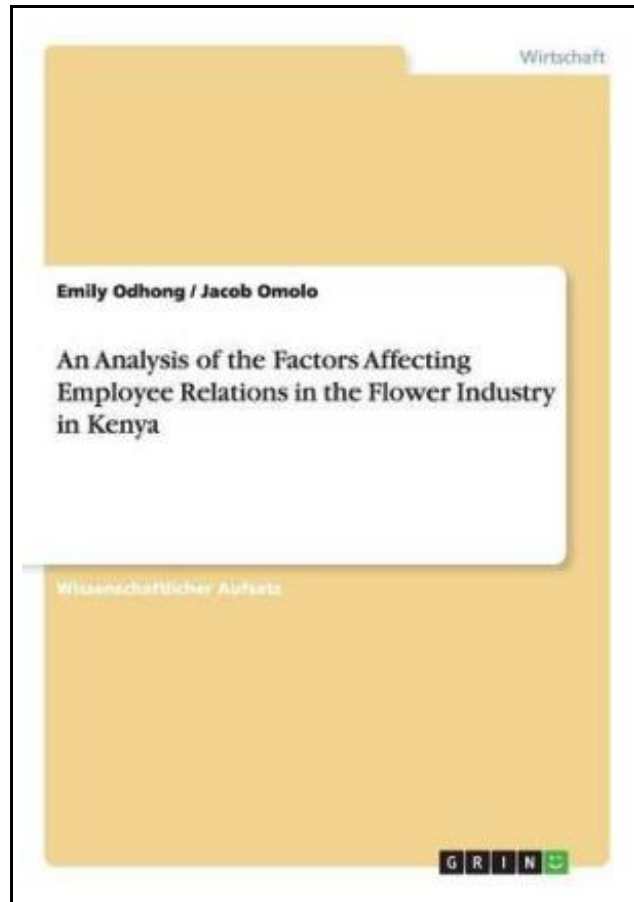 Wirtschaft
Emily Odhong / Jacob Omolo
An Analysis of the Factors Affecting
Employee Relations in the Flower Industry
in Kenya
Wissenschaftlicher Aufsatz
GRIN